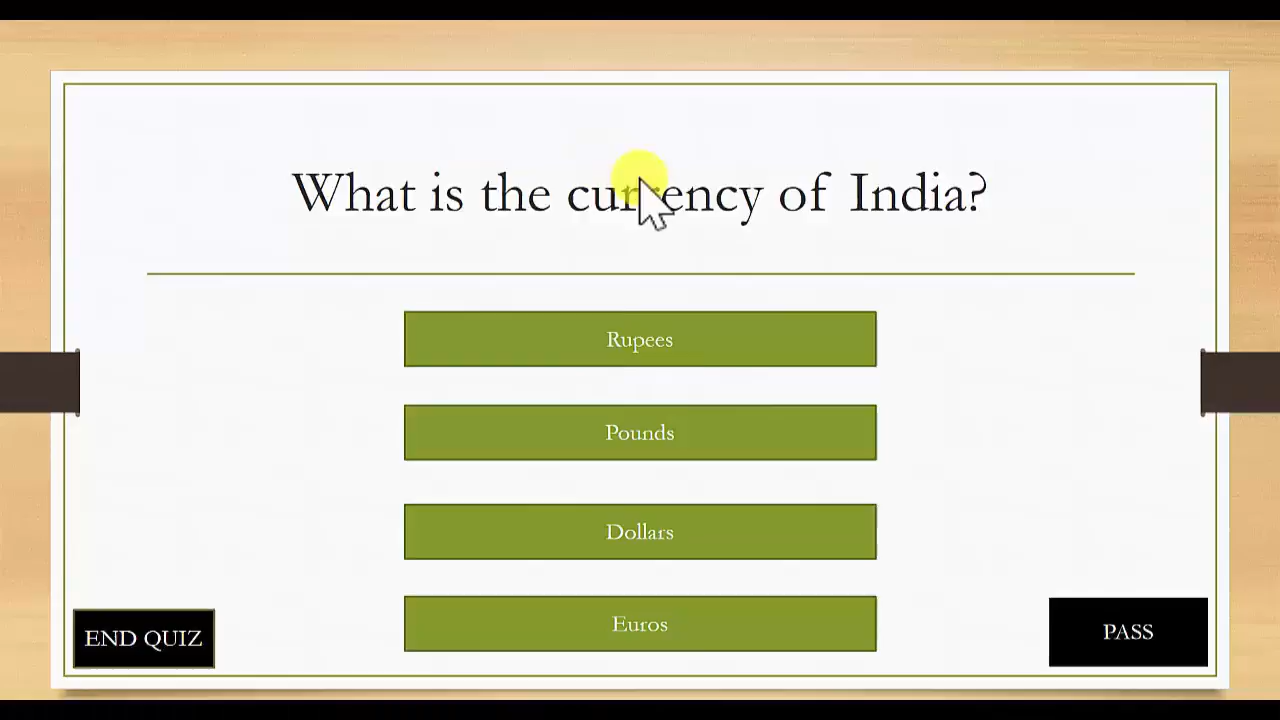 What is the currency of India?
Rupees
Pounds
Dollars
Euros
END QUIZ
PASS